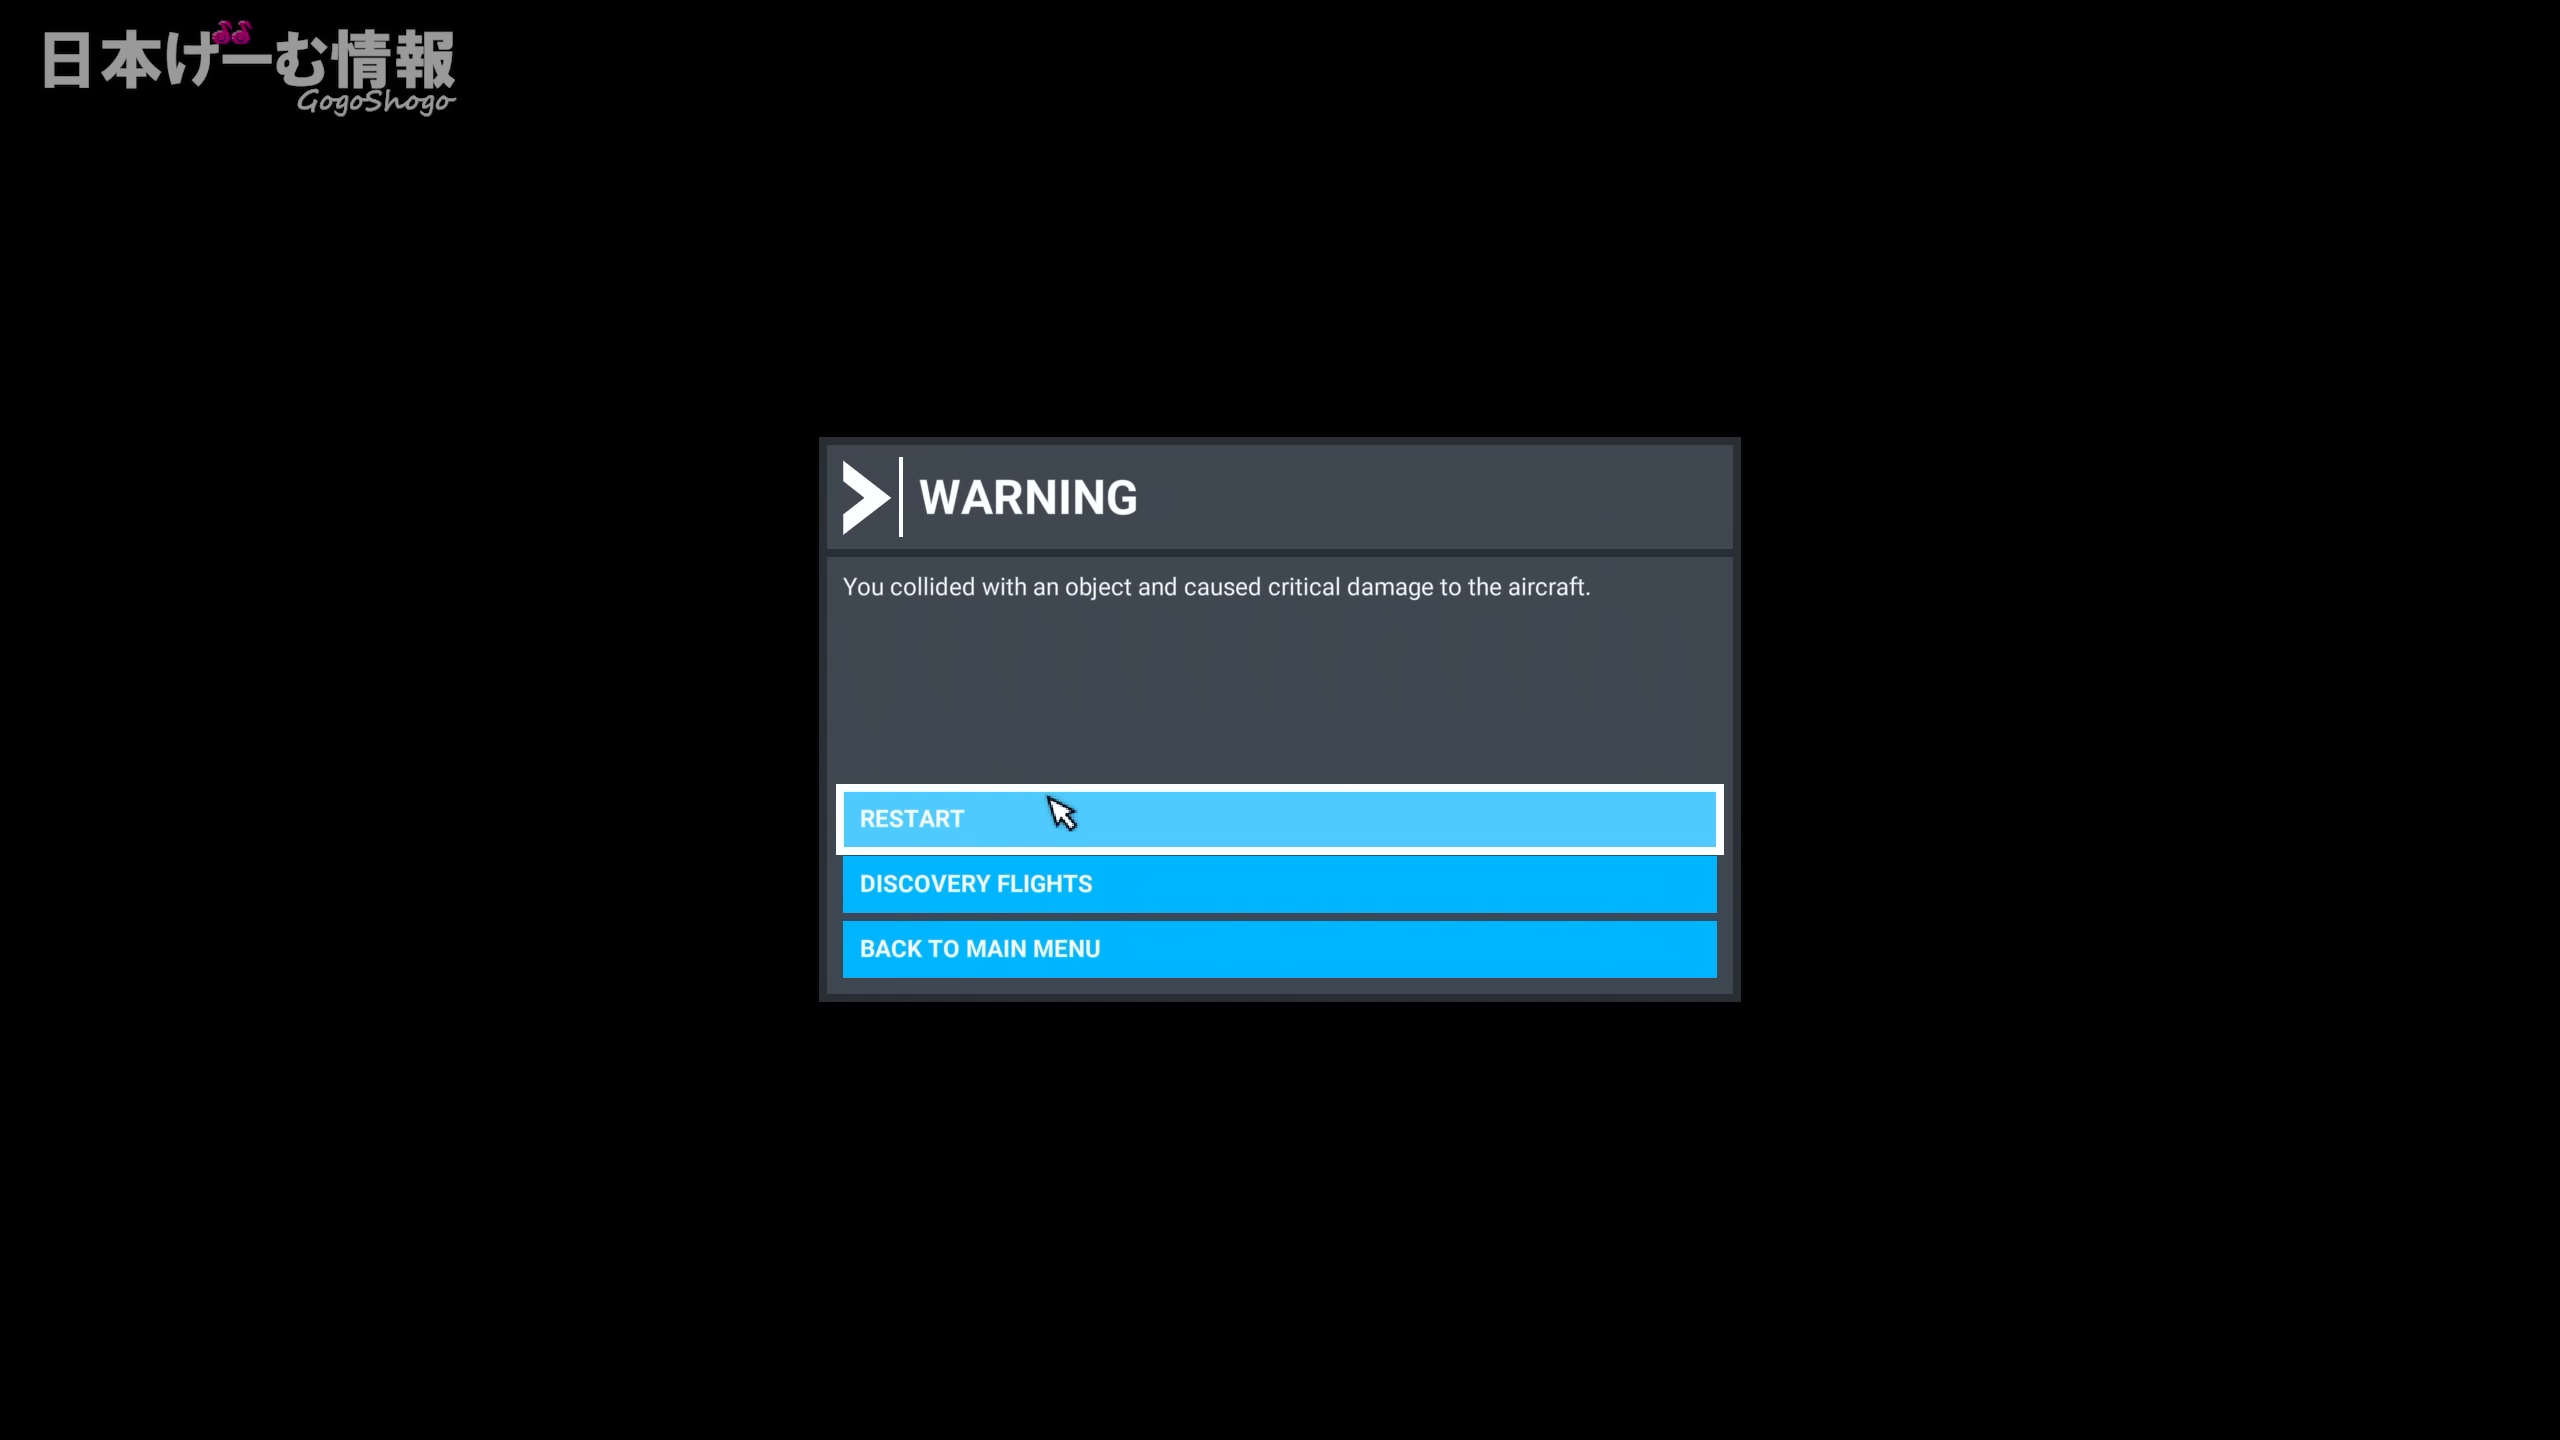 日本げーむ情報
GogoShogo
WARNING
You collided with an object and caused critical damage to the aircraft.
RESTART
DISCOVERY FLIGHTS
BACK TO MAIN MENU